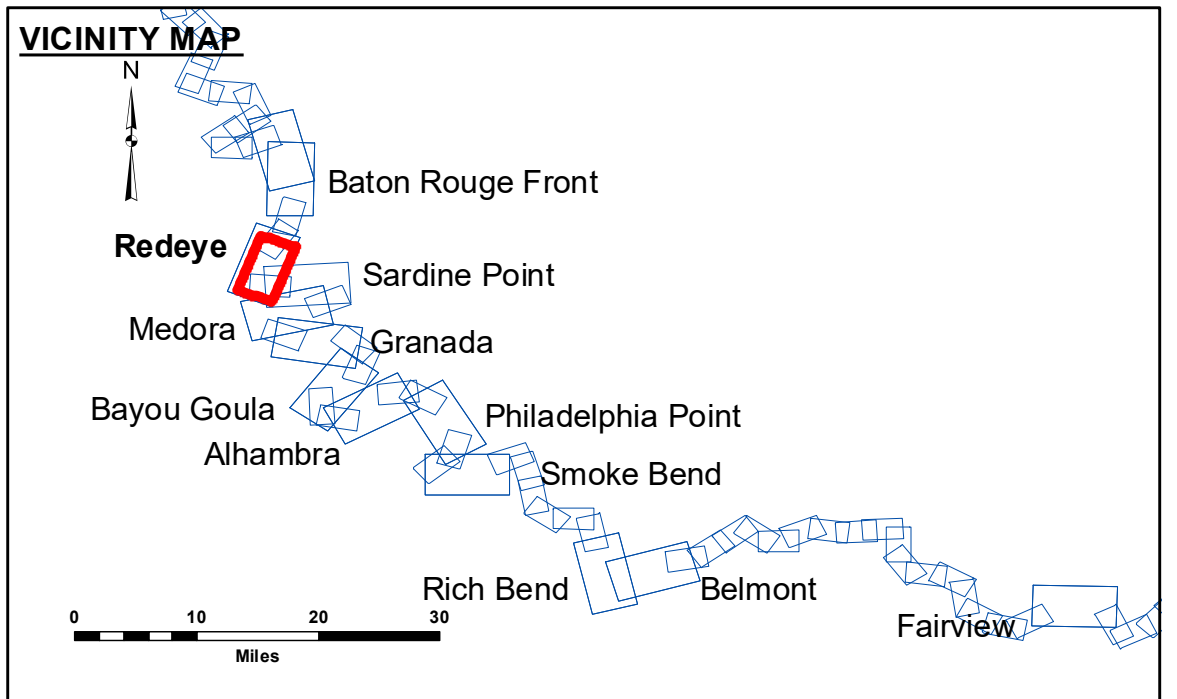 VICINITY MAP
N
Baton Rouge Front
Redeye
Sardine Point
Medora
Granada
Bayou Goula
Philadelphia Point
Alhambra
Smoke Bend
Rich Bend
Belmont
Fairview
0 10 20 30
Miles